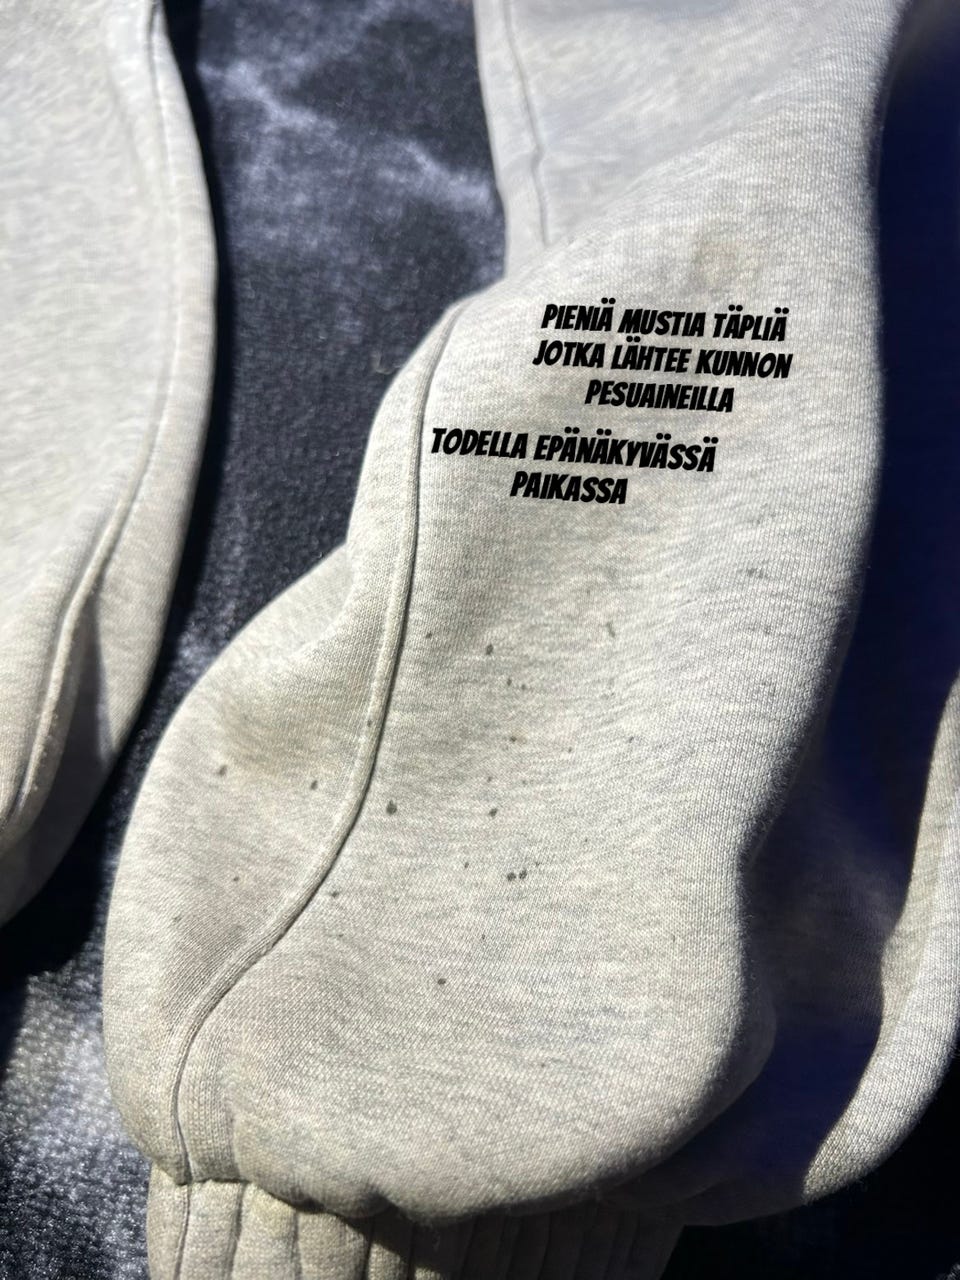 PIENIÄ MUSTIA TÄPLIÄ
JOTKA LÄHTEE KUNNON
PESUAINEILLA
TODELLA EPÄNÄKYVÄSSÄ
PAIKASSA